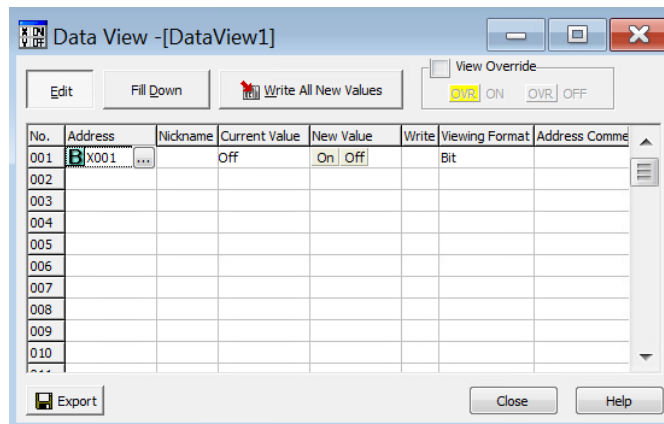 Data View -[DataView1]
Edit Fill Down Write All New Values View Override
OVR ON OVR OFF
No. Address Nickname Current Value New Value Write Viewing Format Address Comme
001 B X001 ... Off On Off Bit
002
003
004
005
006
007
008
009
010
Export Close Help